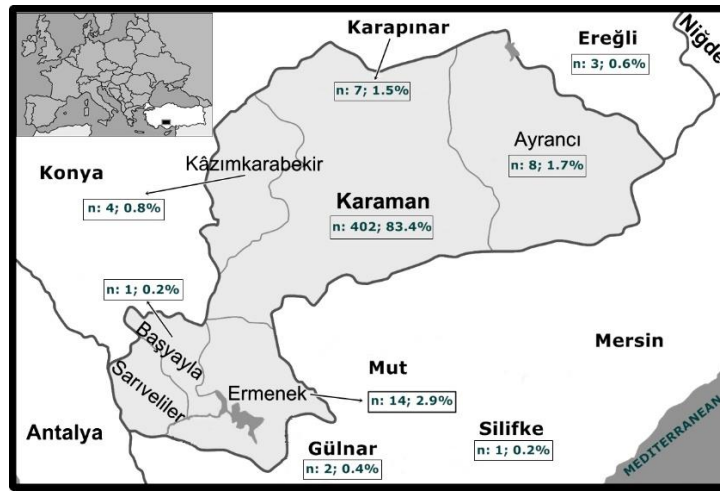 Karapınar
n: 7; 1.5%
Ereğli
n: 3; 0.6%
Niğde
Konya
Kâzımkarabekir
n: 4; 0.8%
Ayrancı
n: 8; 1.7%
Karaman
n: 402; 83.4%
n: 1; 0.2%
Başyayla
Sarıveliler
Ermenek
n: 14; 2.9%
Mut
Mersin
Antalya
Gülnar
n: 2; 0.4%
Silifke
n: 1; 0.2%
MEDITERRANEAN